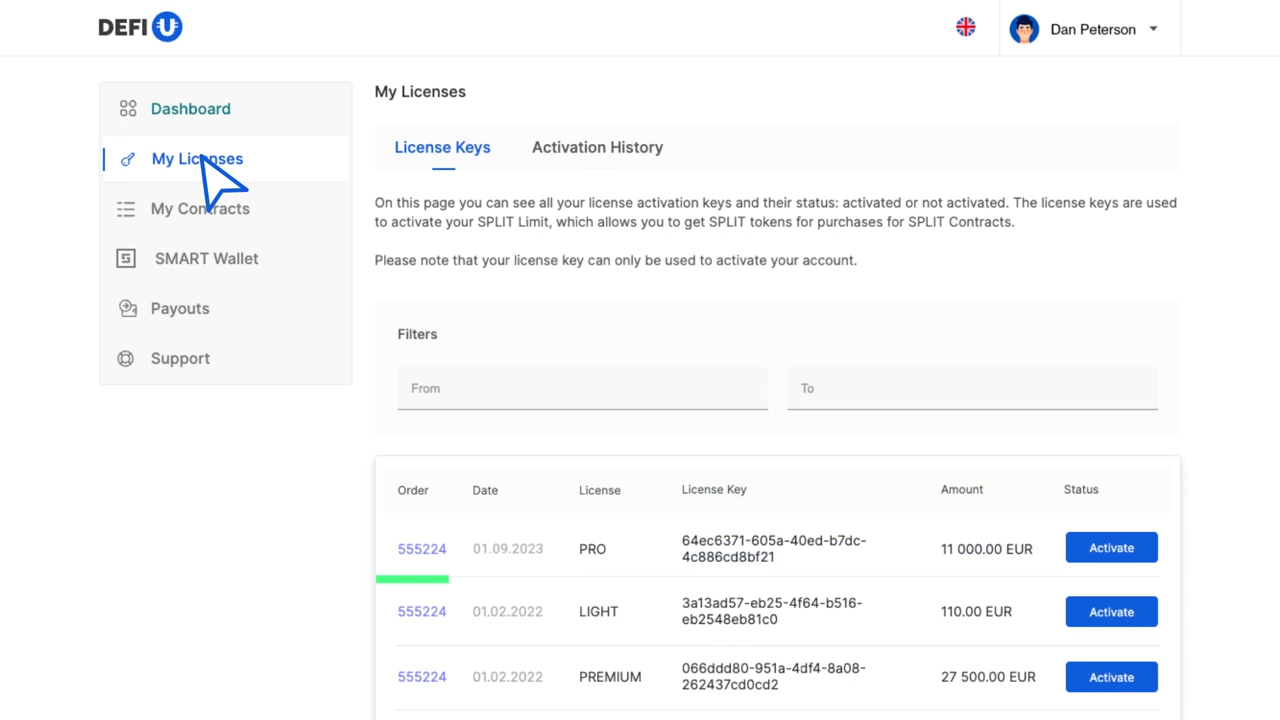 DEFI U
Dan Peterson
Dashboard
My Licenses
My Contracts
SMART Wallet
Payouts
Support
My Licenses
License Keys
Activation History
On this page you can see all your license activation keys and their status: activated or not activated. The license keys are used
to activate your SPLIT Limit, which allows you to get SPLIT tokens for purchases for SPLIT Contracts.
Please note that your license key can only be used to activate your account.
Filters
From
To
Order Date License License Key Amount Status
555224 01.09.2023 PRO 64ec6371-605a-40ed-b7dc-
4c886cd8bf21 11 000.00 EUR Activate
555224 01.02.2022 LIGHT 3a13ad57-eb25-4f64-b516-
eb2548eb81c0 110.00 EUR Activate
555224 01.02.2022 PREMIUM 066ddd80-951a-4df4-8a08-
262437cd0cd2 27 500.00 EUR Activate